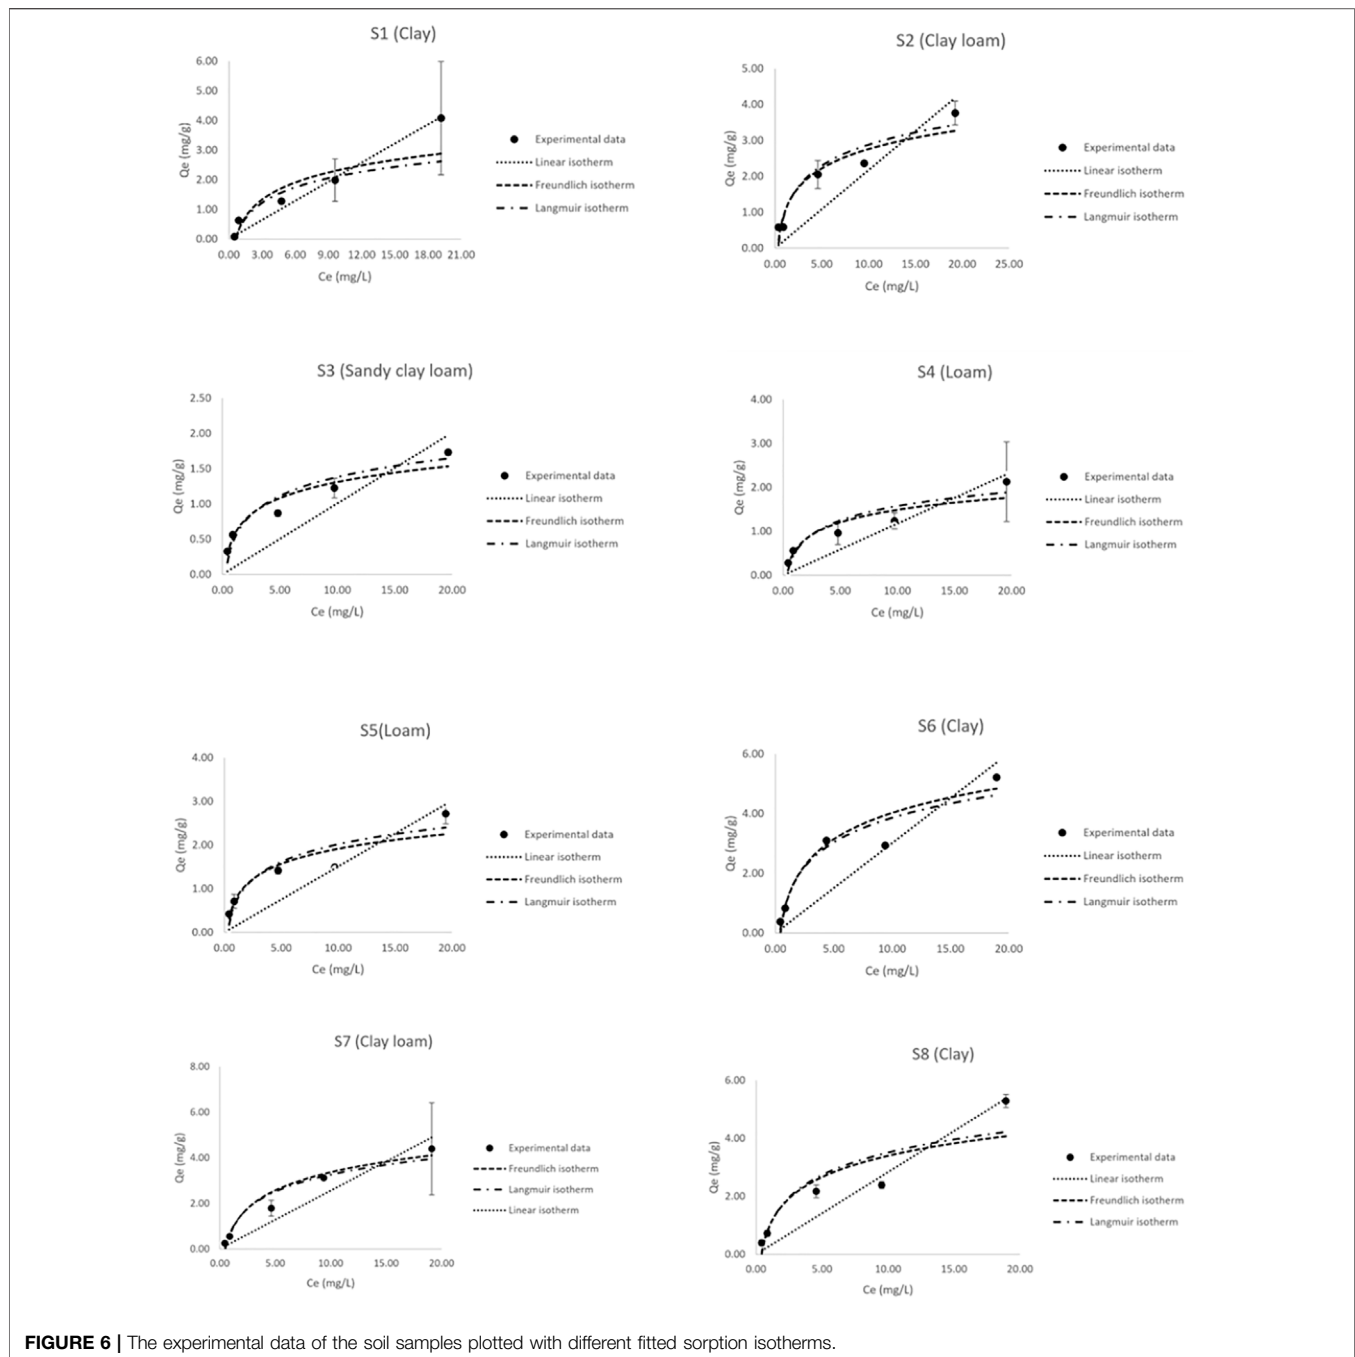 S1 (Clay)
6.00
5.00
4.00
3.00
2.00
1.00
0.00
Qe (mg/g)
0.00 3.00 6.00 9.00 12.00 15.00 18.00 21.00
Ce (mg/L)
Experimental data
Linear isotherm
Freundlich isotherm
Langmuir isotherm
S2 (Clay loam)
5.00
4.00
3.00
2.00
1.00
0.00
Qe (mg/g)
0.00 5.00 10.00 15.00 20.00 25.00
Ce (mg/L)
Experimental data
Linear isotherm
Freundlich isotherm
Langmuir isotherm
S3 (Sandy clay loam)
2.50
2.00
1.50
1.00
0.50
0.00
Qe (mg/g)
0.00 5.00 10.00 15.00 20.00
Ce (mg/L)
Experimental data
Linear isotherm
Freundlich isotherm
Langmuir isotherm
S4 (Loam)
4.00
3.00
2.00
1.00
0.00
Qe (mg/g)
0.00 5.00 10.00 15.00 20.00
Ce (mg/L)
Experimental data
Linear isotherm
Freundlich isotherm
Langmuir isotherm
S5(Loam)
4.00
3.00
2.00
1.00
0.00
Qe (mg/g)
0.00 5.00 10.00 15.00 20.00
Ce (mg/L)
Experimental data
Linear isotherm
Freundlich isotherm
Langmuir isotherm
S6 (Clay)
6.00
4.00
2.00
0.00
Qe (mg/g)
0.00 5.00 10.00 15.00 20.00
Ce (mg/L)
Experimental data
Linear isotherm
Freundlich isotherm
Langmuir isotherm
S7 (Clay loam)
8.00
6.00
4.00
2.00
0.00
Qe (mg/g)
0.00 5.00 10.00 15.00 20.00
Ce (mg/L)
Experimental data
Freundlich isotherm
Langmuir isotherm
Linear isotherm
S8 (Clay)
6.00
4.00
2.00
0.00
Qe (mg/g)
0.00 5.00 10.00 15.00 20.00
Ce (mg/L)
Experimental data
Linear isotherm
Freundlich isotherm
Langmuir isotherm
FIGURE 6 | The experimental data of the soil samples plotted with different fitted sorption isotherms.